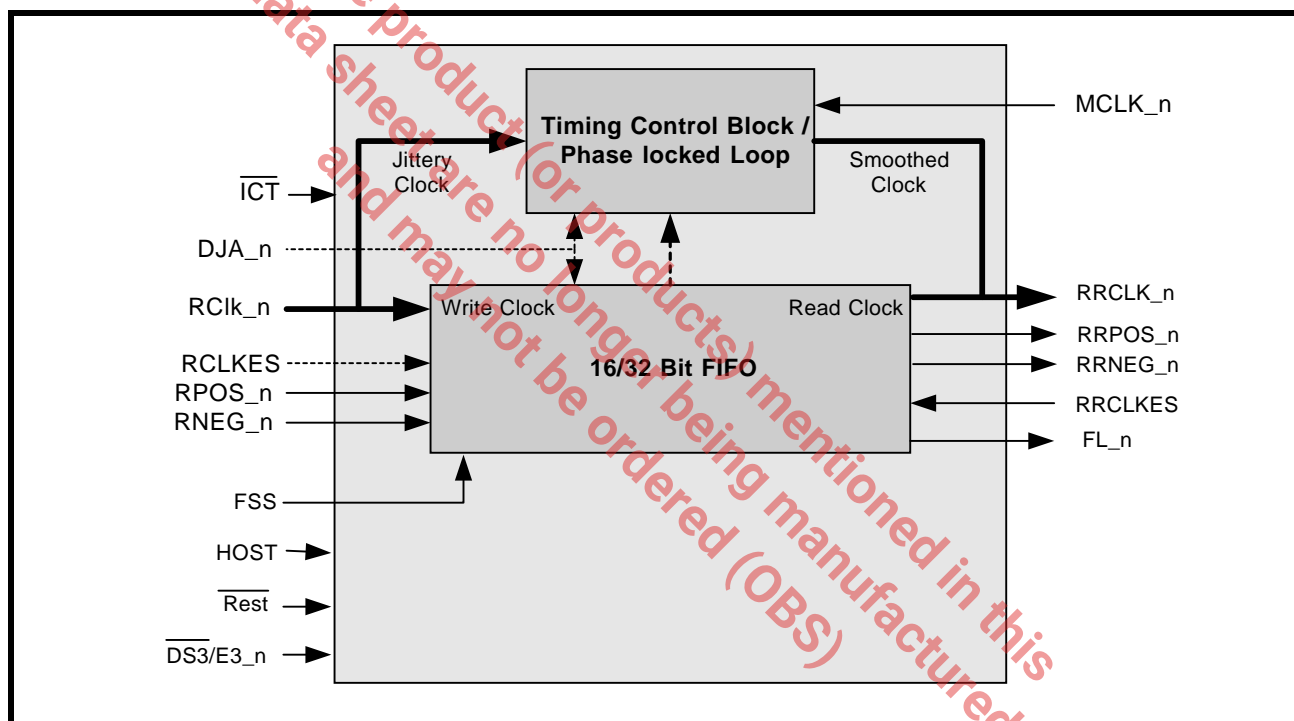 Timing Control Block /
Phase locked Loop
MCLK_n
Jittery
Clock
Smoothed
Clock
ICT
DJA_n
RClk_n
Write Clock
Read Clock
RRCLK_n
RRPOS_n
RCLKES
16/32 Bit FIFO
RRNEG_n
RPOS_n
RRCLKES
RNEG_n
FL_n
FSS
HOST
Rest
DS3/E3_n
e product (or products) mentioned in this
data sheet are no longer being manufactured
and may not be ordered (OBS)